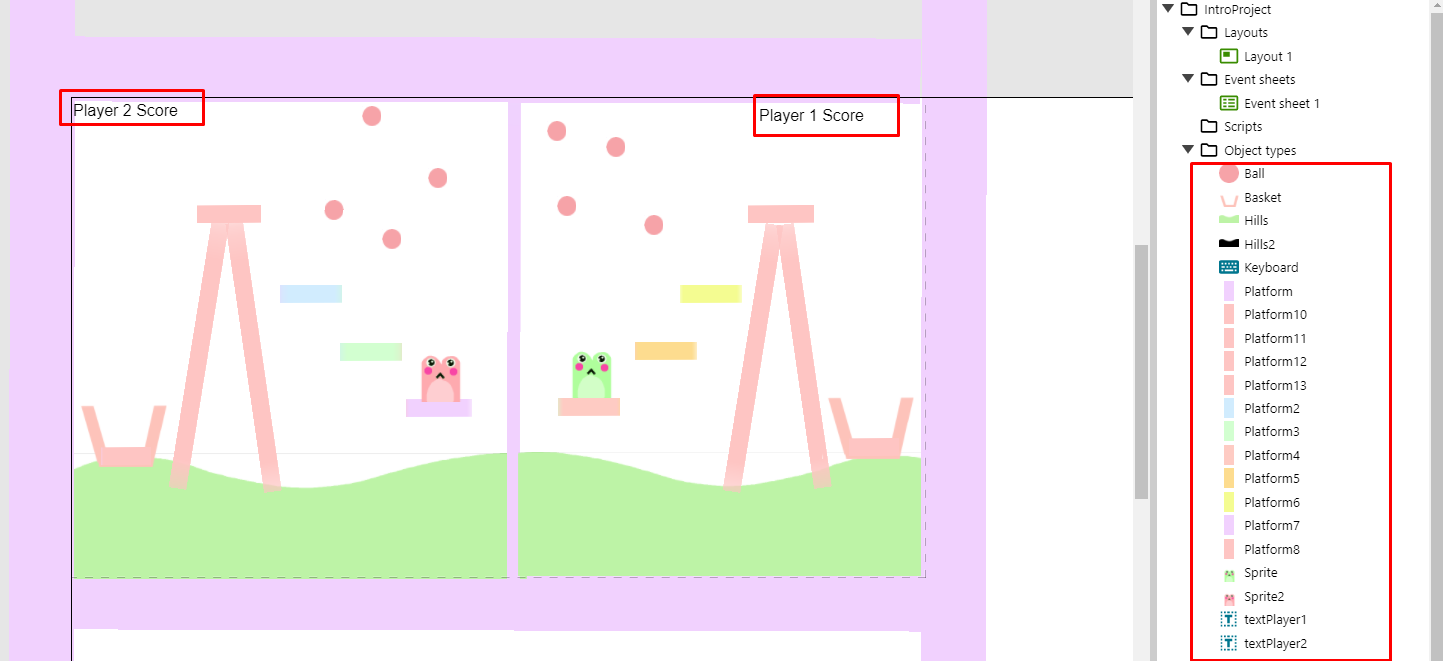 Player 2 Score
Player 1 Score
IntroProject
Layouts
Layout 1
Event sheets
Event sheet 1
Scripts
Object types
Ball
Basket
Hills
Hills2
Keyboard
Platform
Platform10
Platform11
Platform12
Platform13
Platform2
Platform3
Platform4
Platform5
Platform6
Platform7
Platform8
Sprite
Sprite2
textPlayer1
textPlayer2